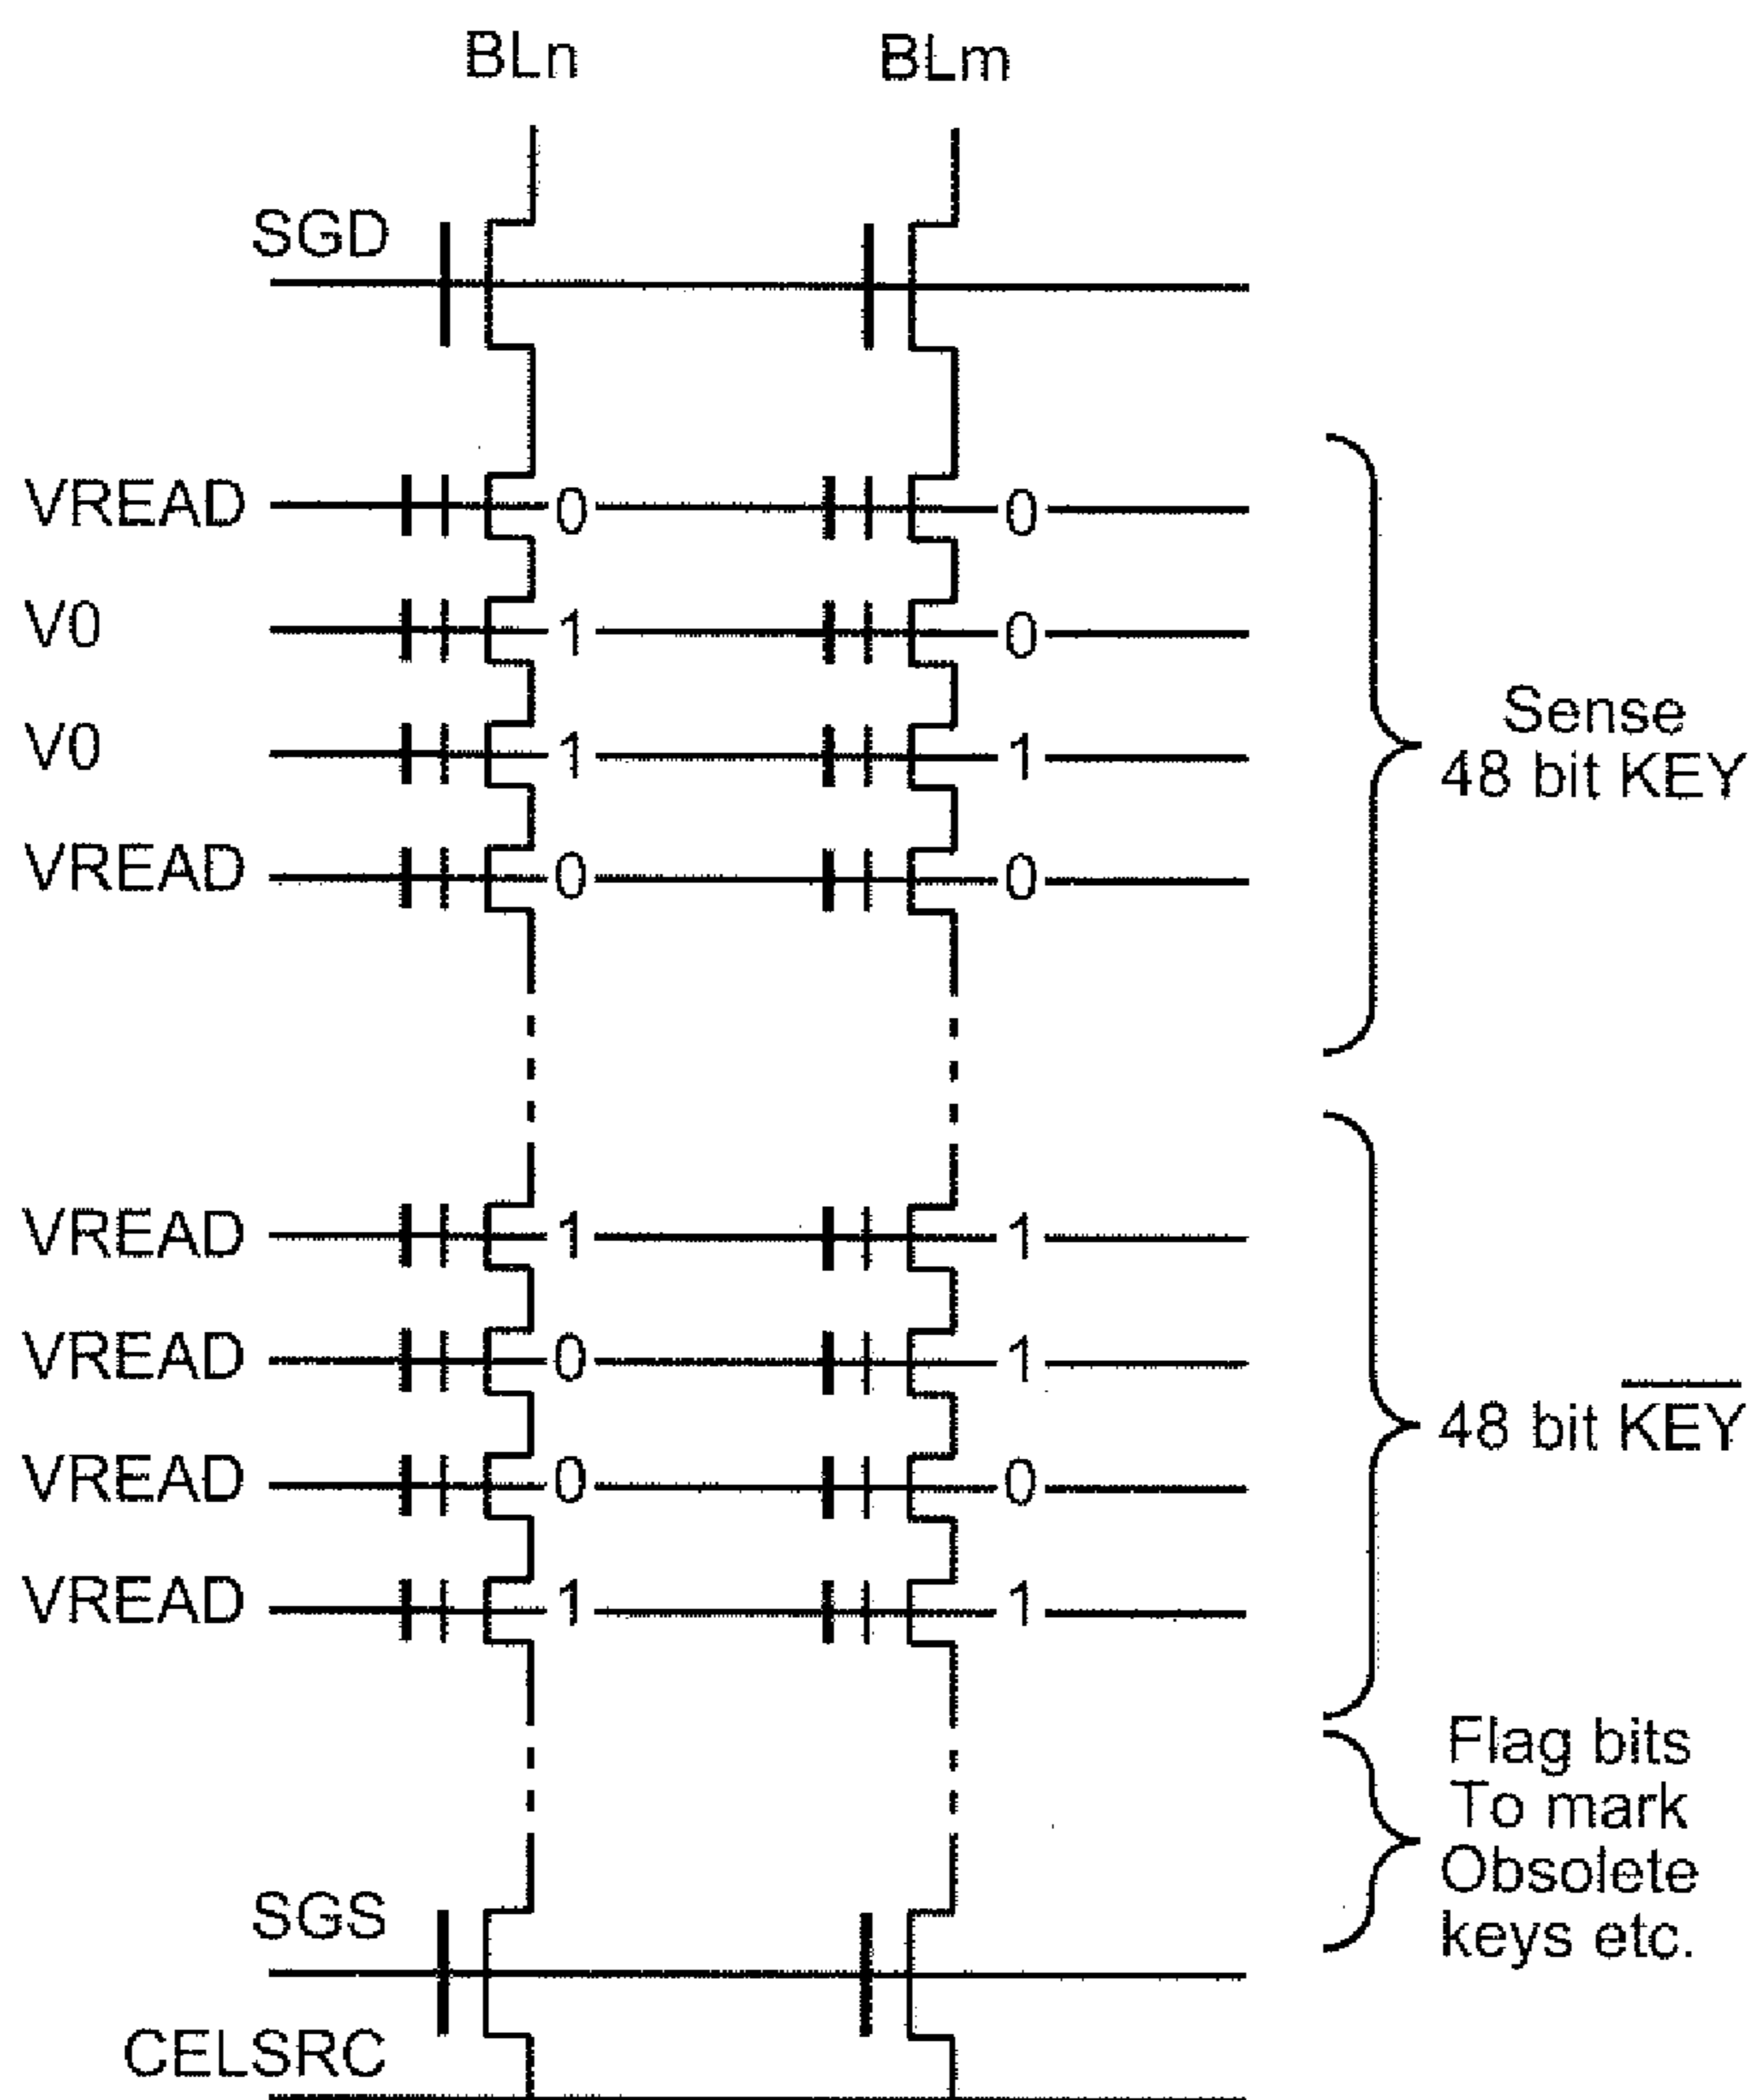 BLn BLm
SGD
VREAD 0 0
V0 1 0
V0 1 1
VREAD 0 0
Sense
48 bit KEY
VREAD 1 1
VREAD 0 1
VREAD 0 0
VREAD 1 1
48 bit K̅E̅Y̅
Flag bits
To mark
Obsolete
keys etc.
SGS
CELSRC